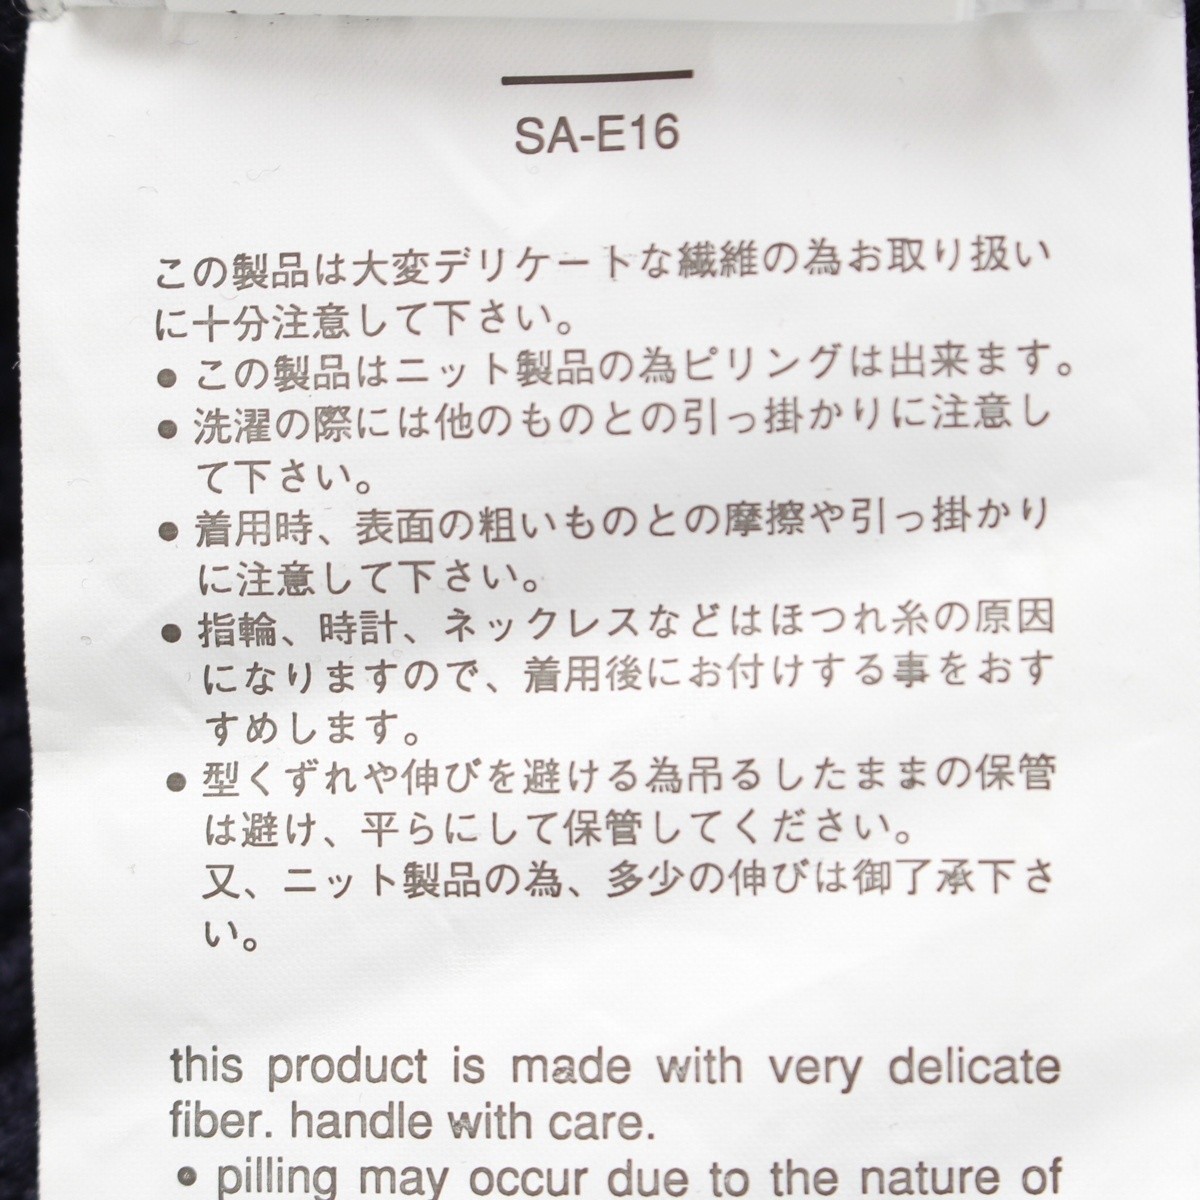 SA-E16
この製品は大変デリケートな繊維の為お取り扱い
に十分注意して下さい。
● この製品はニット製品の為ピリングは出来ます。
● 洗濯の際には他のものとの引っ掛かりに注意し
て下さい。
● 着用時、表面の粗いものとの摩擦や引っ掛かり
に注意して下さい。
● 指輪、時計、ネックレスなどはほつれ糸の原因
になりますので、着用後にお付けする事をおす
すめします。
● 型くずれや伸びを避ける為吊るしたままの保管
は避け、平らにして保管してください。
又、ニット製品の為、多少の伸びは御了承下さ
い。
this product is made with very delicate
fiber. handle with care.
● pilling may occur due to the nature of